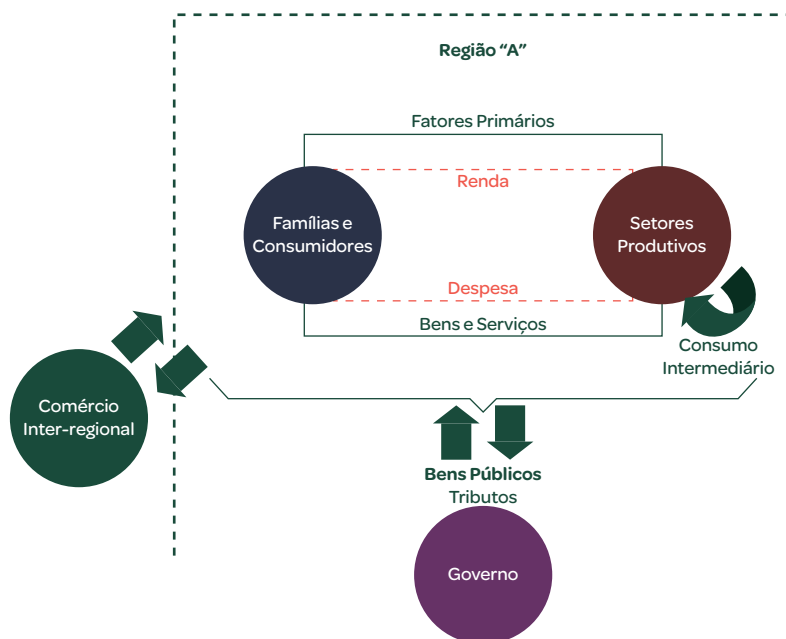 Região “A”
Fatores Primários
Renda
Famílias e
Consumidores
Setores
Produtivos
Despesa
Bens e Serviços
Consumo
Intermediário
Comércio
Inter-regional
Bens Públicos
Tributos
Governo